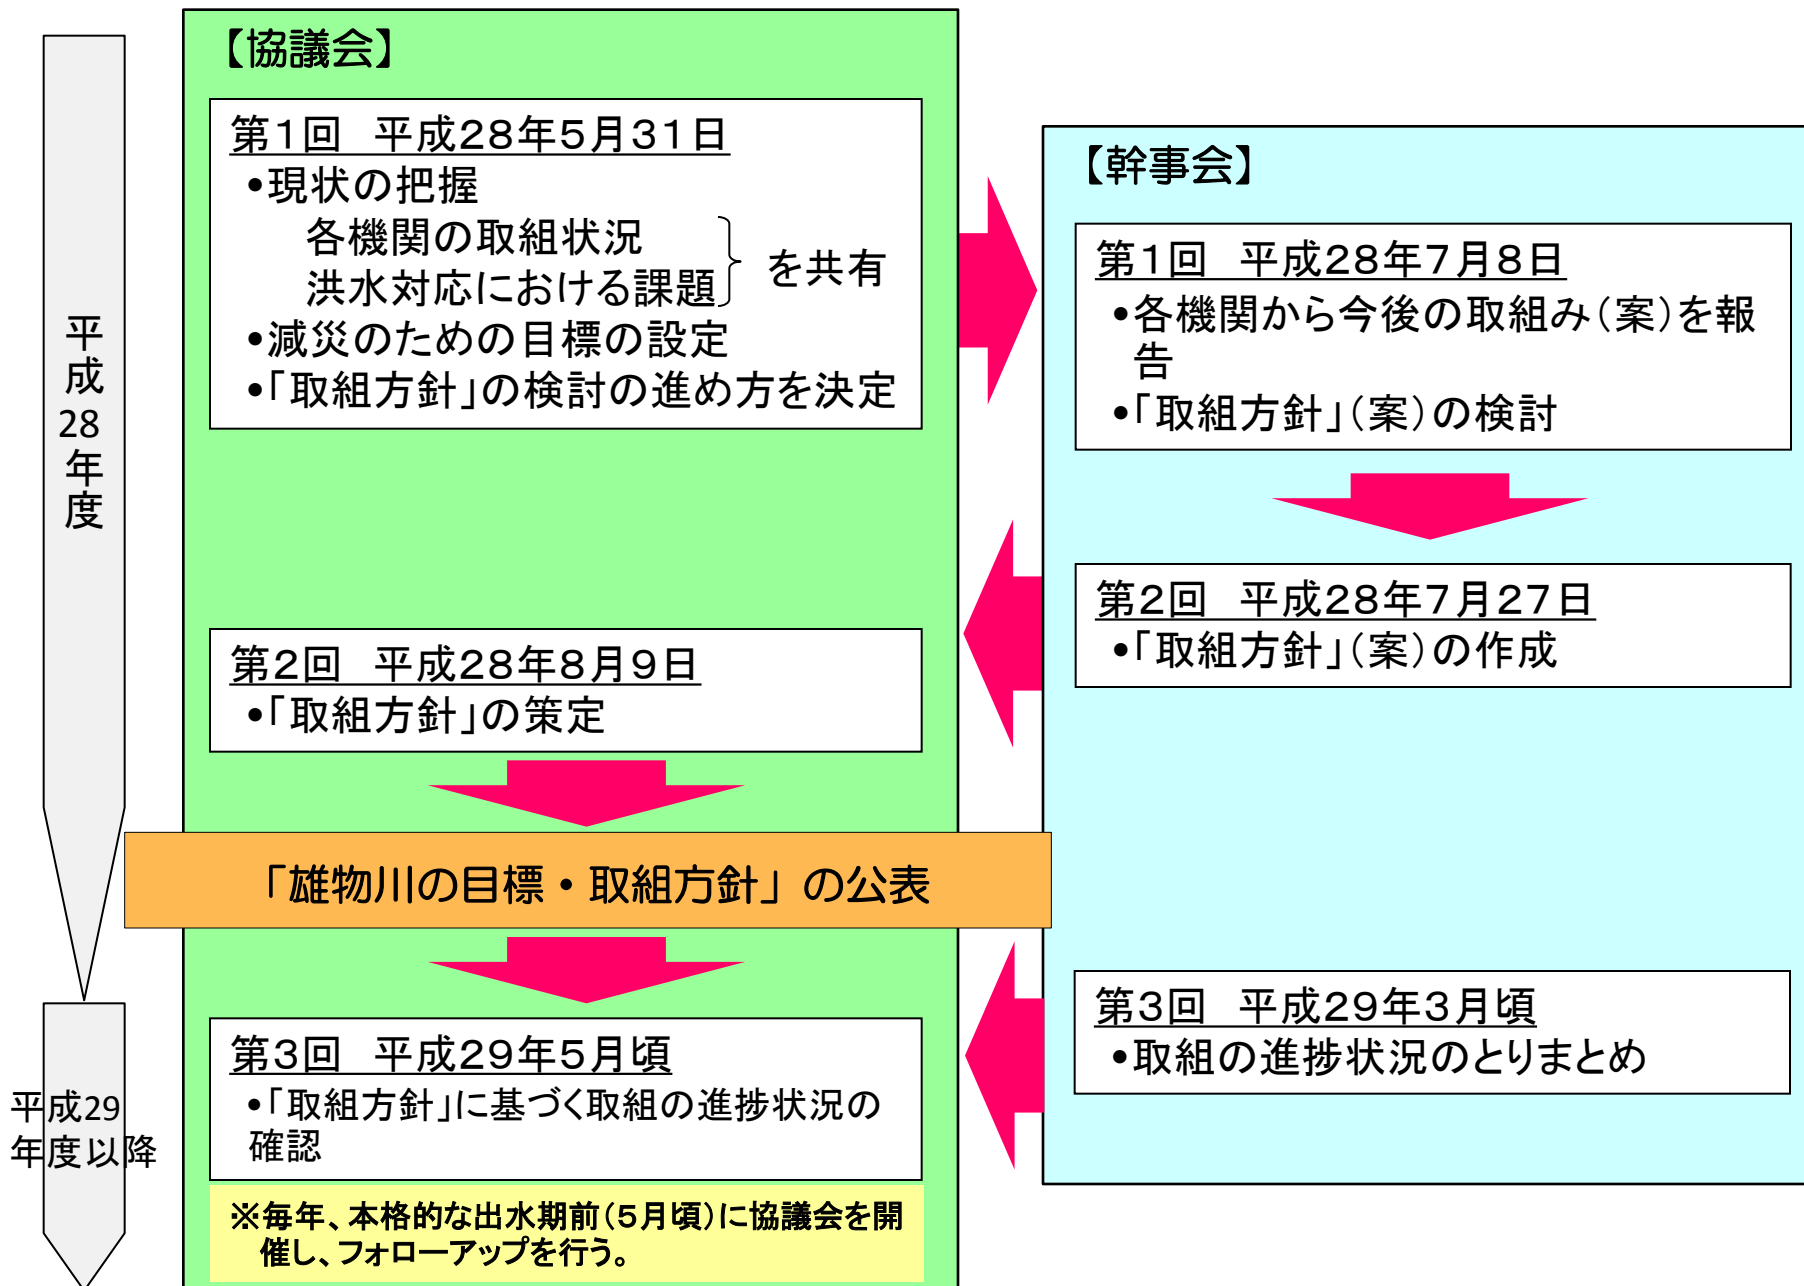 平成28年度
平成29
年度以降
【協議会】
第1回　平成28年5月31日
•現状の把握
各機関の取組状況
洪水対応における課題
を共有
•減災のための目標の設定
•「取組方針」の検討の進め方を決定
【幹事会】
第1回　平成28年7月8日
•各機関から今後の取組み（案）を報
告
•「取組方針」（案）の検討
第2回　平成28年7月27日
•「取組方針」（案）の作成
第2回　平成28年8月9日
•「取組方針」の策定
「雄物川の目標・取組方針」の公表
第3回　平成29年3月頃
•取組の進捗状況のとりまとめ
第3回　平成29年5月頃
•「取組方針」に基づく取組の進捗状況の
確認
※毎年、本格的な出水期前（5月頃）に協議会を開
催し、フォローアップを行う。